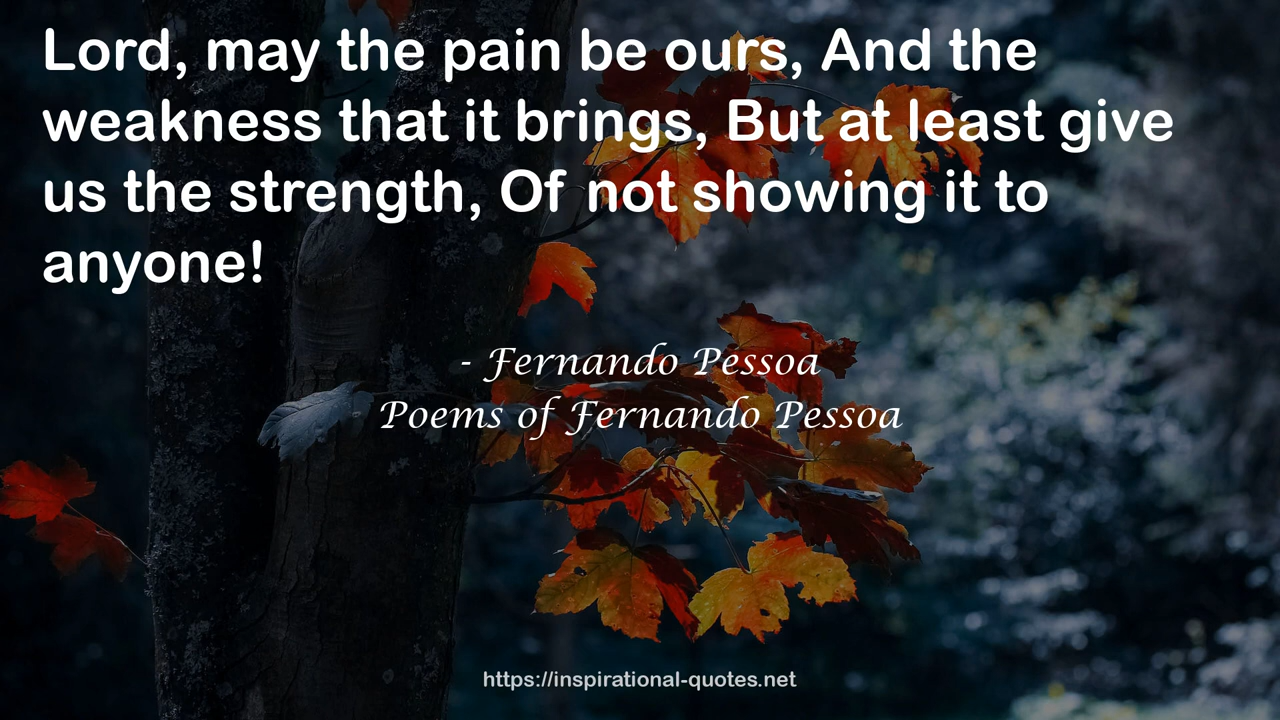 Lord, may the pain be ours, And the
weakness that it brings, But at least give
us the strength, Of not showing it to
anyone!
- Fernando Pessoa
Poems of Fernando Pessoa
https://inspirational-quotes.net